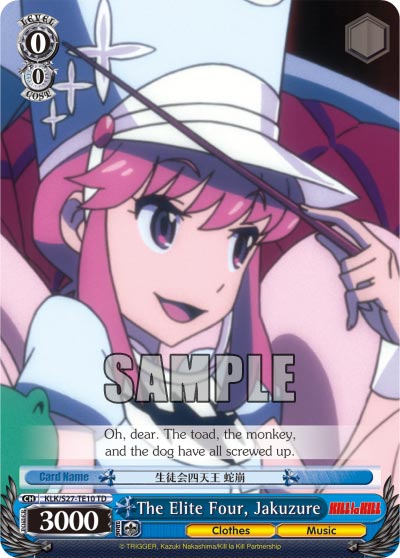 LEVEL
0
0
COST
SAMPLE
Oh, dear. The toad, the monkey,
and the dog have all screwed up.
Card Name
生徒会四天王 蛇崩
CH KLK/S27-TE10 TD
The Elite Four, Jakuzure KILL la KILL
POWER
3000
SOUL
Clothes Music
© TRIGGER, Kazuki Nakashima/Kill la Kill Partnership